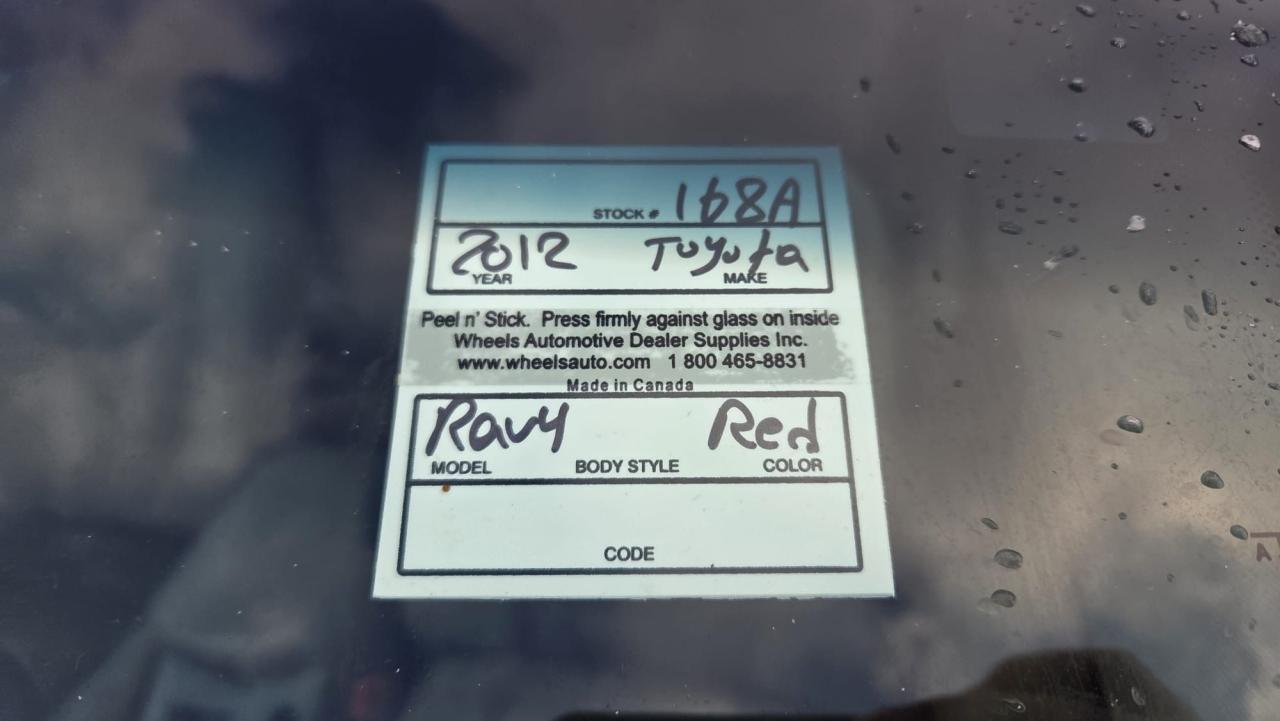 STOCK # 168A
2012 Toyota
YEAR MAKE
Peel n' Stick. Press firmly against glass on inside
Wheels Automotive Dealer Supplies Inc.
www.wheelsauto.com 1 800 465-8831
Made in Canada
Rav4 Red
MODEL BODY STYLE COLOR
CODE